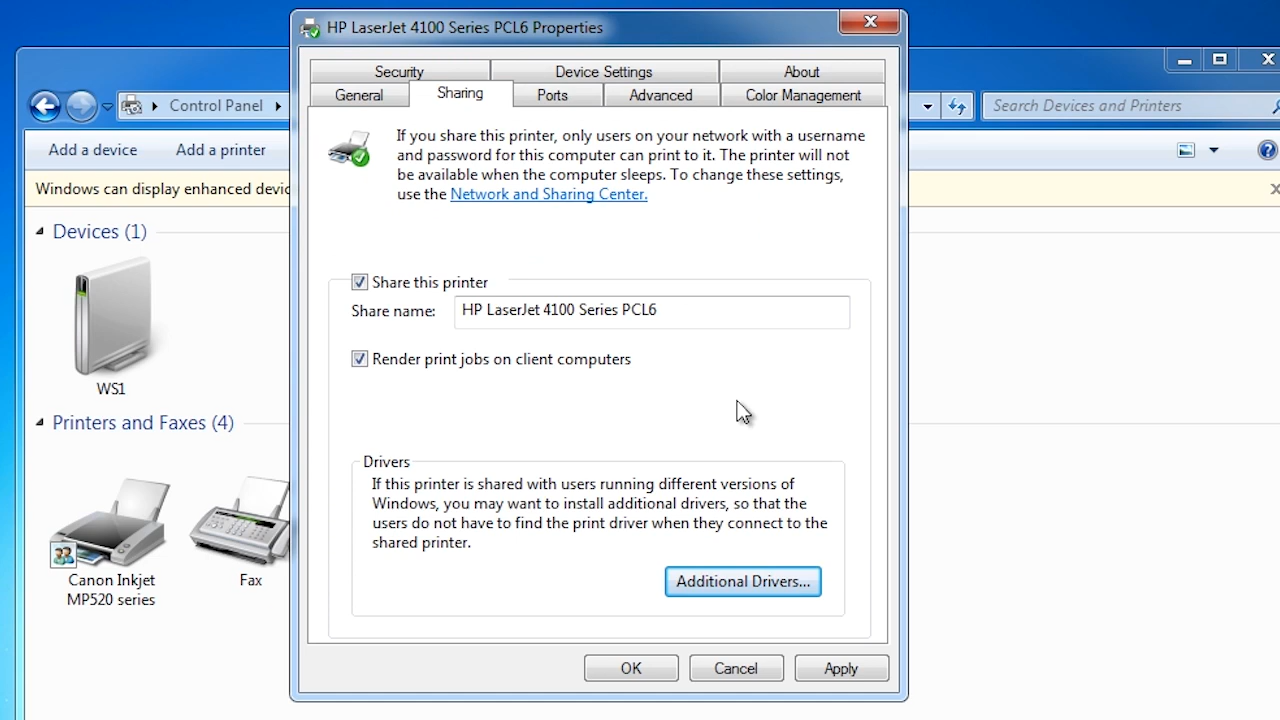 HP LaserJet 4100 Series PCL6 Properties
Control Panel
Search Devices and Printers
Add a device
Add a printer
Windows can display enhanced
Devices (1)
WS1
Printers and Faxes (4)
Canon Inkjet
MP520 series
Fax
Security
Device Settings
About
General
Sharing
Ports
Advanced
Color Management
If you share this printer, only users on your network with a username
and password for this computer can print to it. The printer will not
be available when the computer sleeps. To change these settings,
use the Network and Sharing Center.
Share this printer
Share name:
HP LaserJet 4100 Series PCL6
Render print jobs on client computers
Drivers
If this printer is shared with users running different versions of
Windows, you may want to install additional drivers, so that the
users do not have to find the print driver when they connect to the
shared printer.
Additional Drivers...
OK
Cancel
Apply